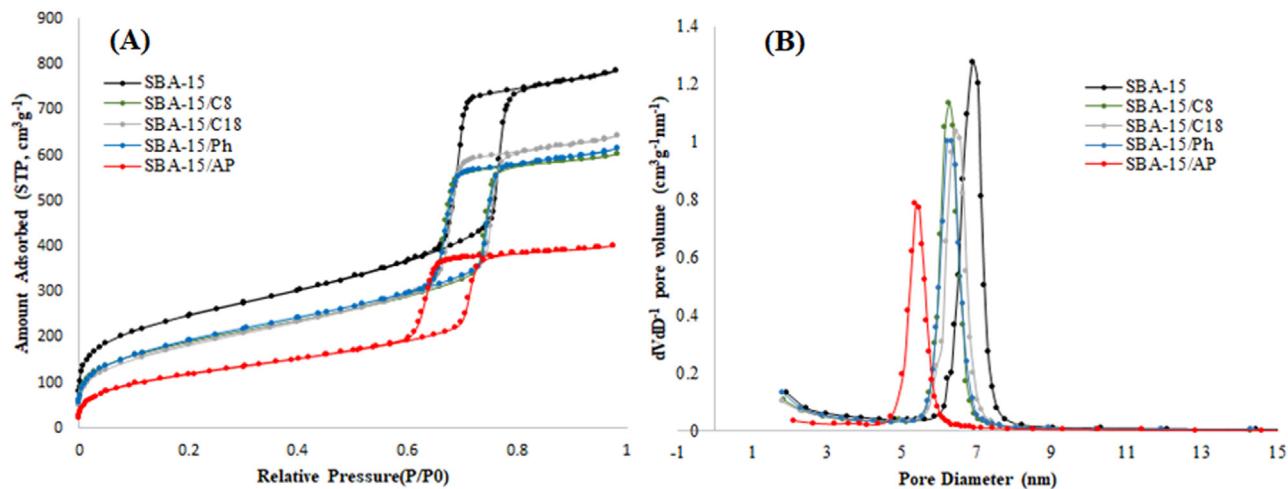 (A)
SBA-15
SBA-15/C8
SBA-15/C18
SBA-15/Ph
SBA-15/AP
900
800
700
600
500
400
300
200
100
0
Amount Adsorbed (STP, cm³g⁻¹)
0 0.2 0.4 0.6 0.8 1
Relative Pressure(P/P0)
(B)
SBA-15
SBA-15/C8
SBA-15/C18
SBA-15/Ph
SBA-15/AP
1.4
1.2
1
0.8
0.6
0.4
0.2
0
dVdD⁻¹ pore volume (cm³g⁻¹nm⁻¹)
-1 1 3 5 7 9 11 13 15
Pore Diameter (nm)